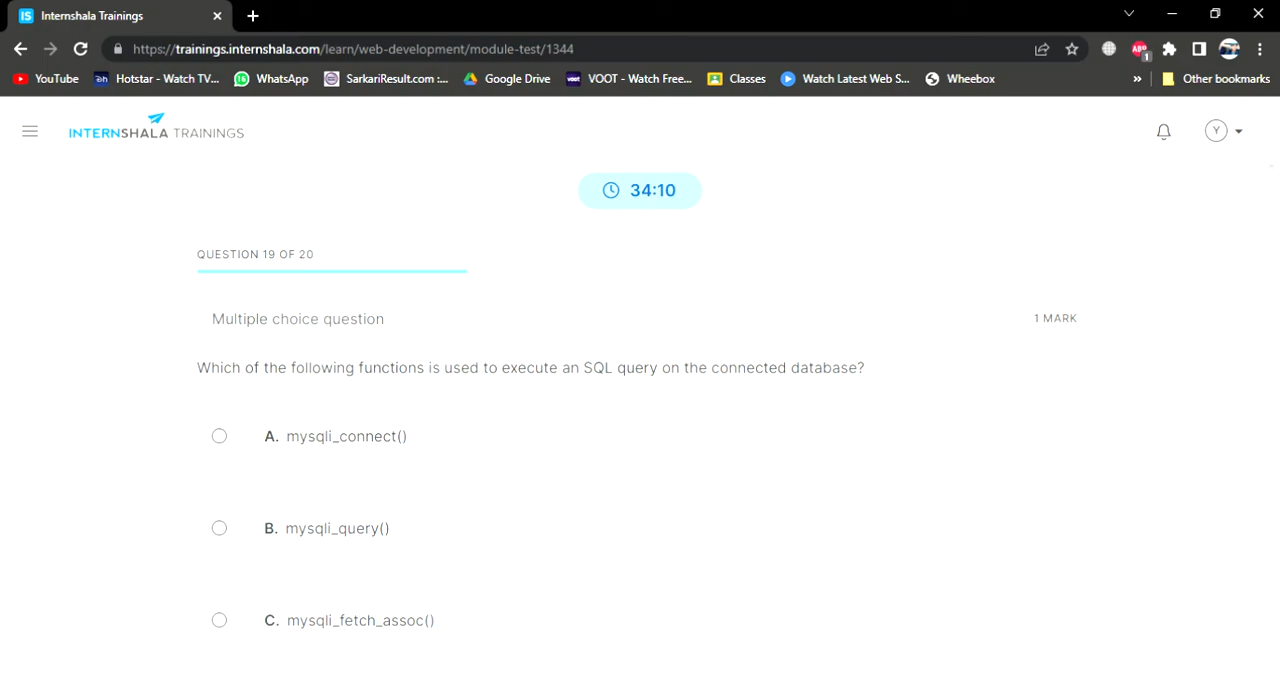 Internshala Trainings
https://trainings.internshala.com/learn/web-development/module-test/1344
ABP
1
YouTube
Hotstar - Watch TV...
WhatsApp
SarkariResult.com :...
Google Drive
VOOT - Watch Free...
Classes
Watch Latest Web S...
Wheebox
»
Other bookmarks
INTERNSHALA TRAININGS
Y
34:10
QUESTION 19 OF 20
Multiple choice question
1 MARK
Which of the following functions is used to execute an SQL query on the connected database?
A. mysqli_connect()
B. mysqli_query()
C. mysqli_fetch_assoc()